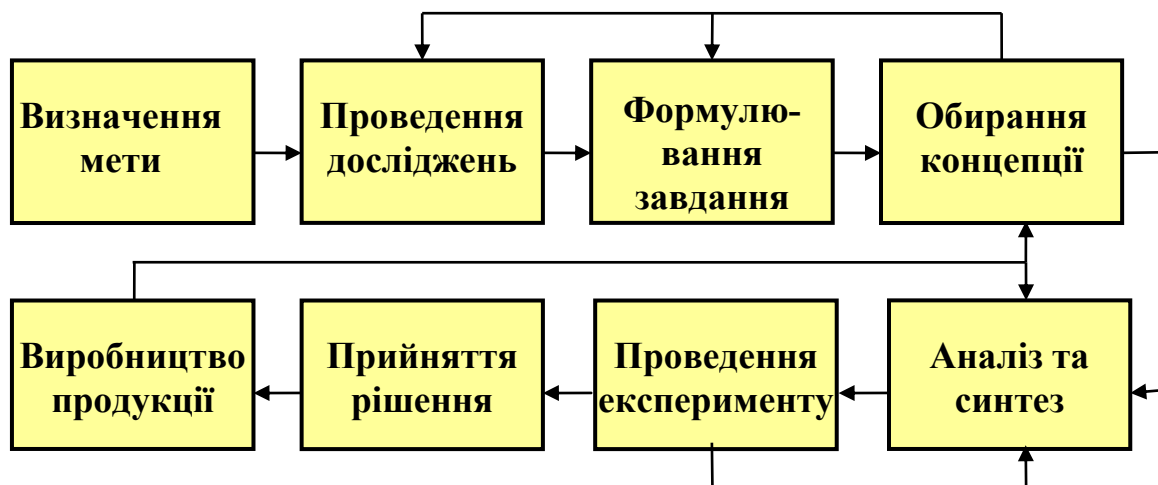 Визначення
мети
Проведення
досліджень
Формулю-
вання
завдання
Обирання
концепції
Виробництво
продукції
Прийняття
рішення
Проведення
експерименту
Аналіз та
синтез